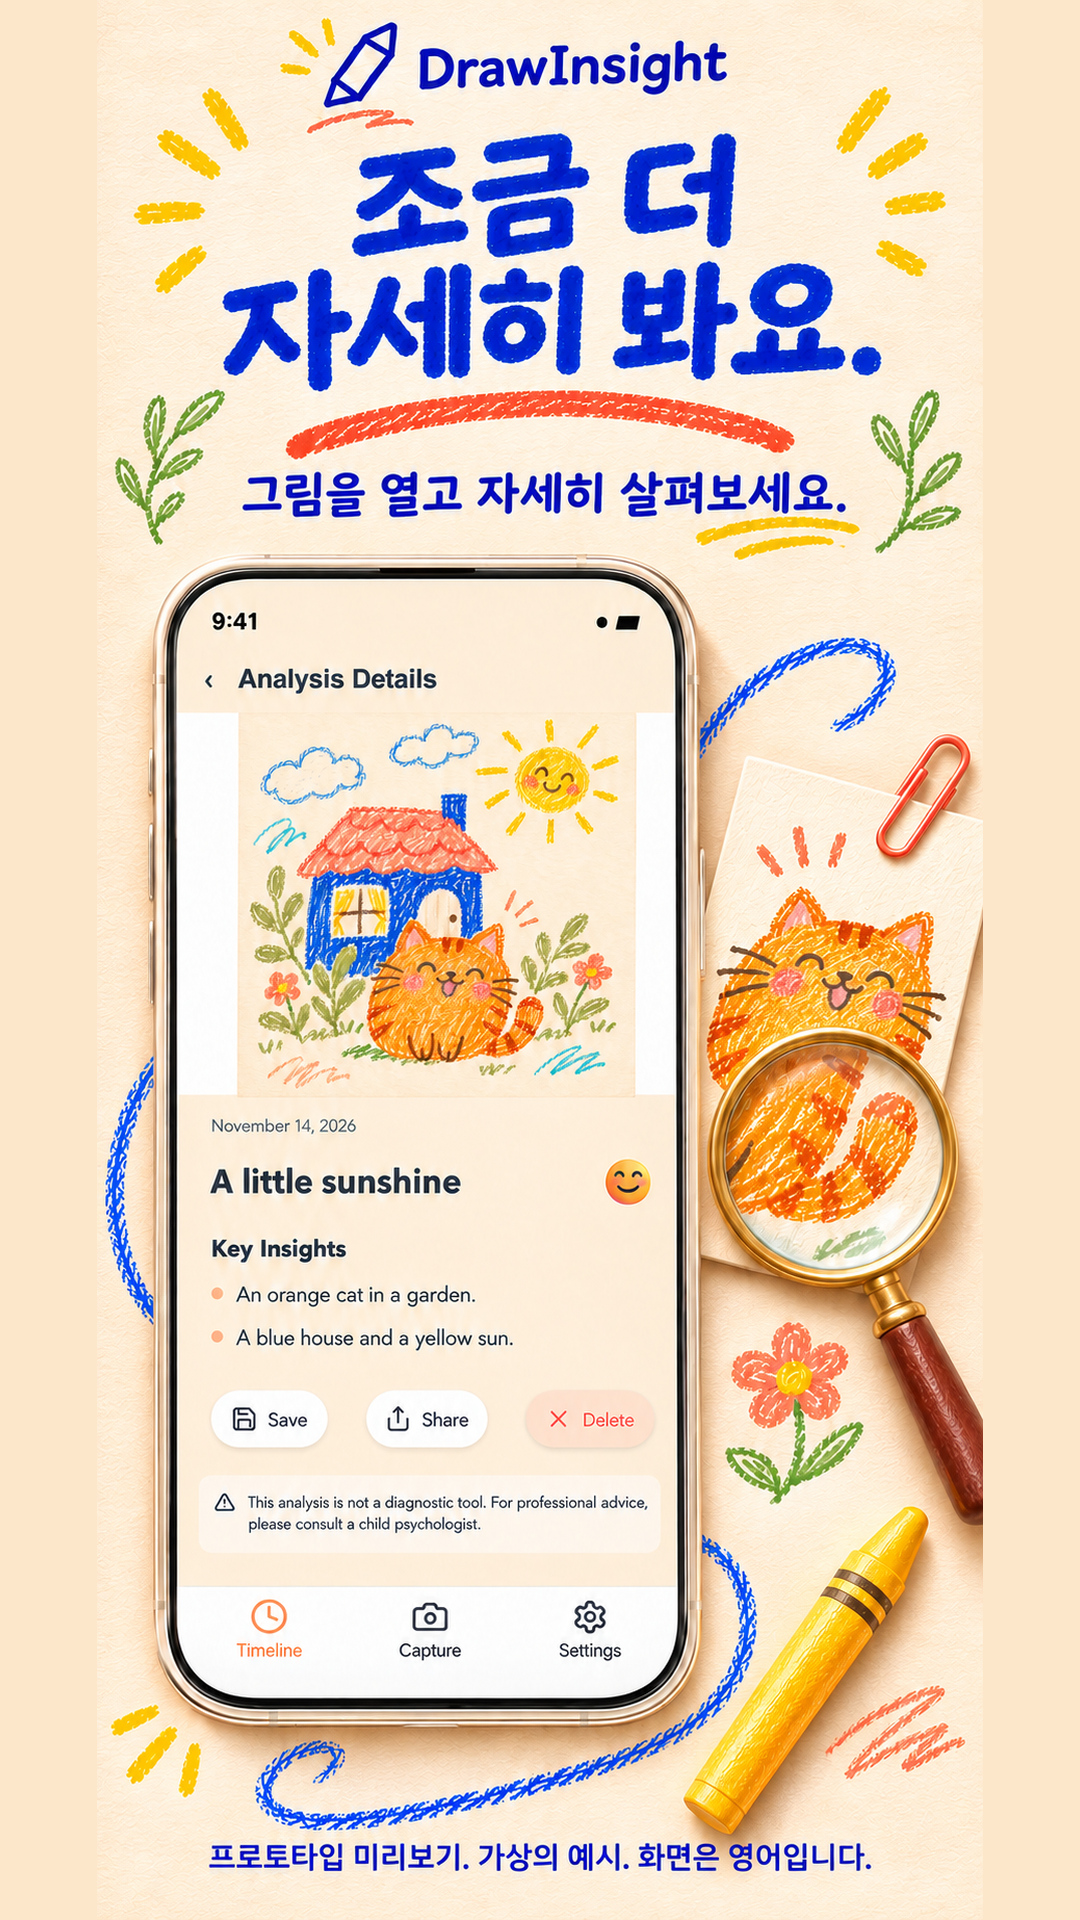 DrawInsight
조금 더
자세히 봐요.
그림을 열고 자세히 살펴보세요.
9:41
Analysis Details
November 14, 2026
A little sunshine
Key Insights
An orange cat in a garden.
A blue house and a yellow sun.
Save
Share
Delete
This analysis is not a diagnostic tool. For professional advice,
please consult a child psychologist.
Timeline
Capture
Settings
프로토타입 미리보기. 가상의 예시. 화면은 영어입니다.